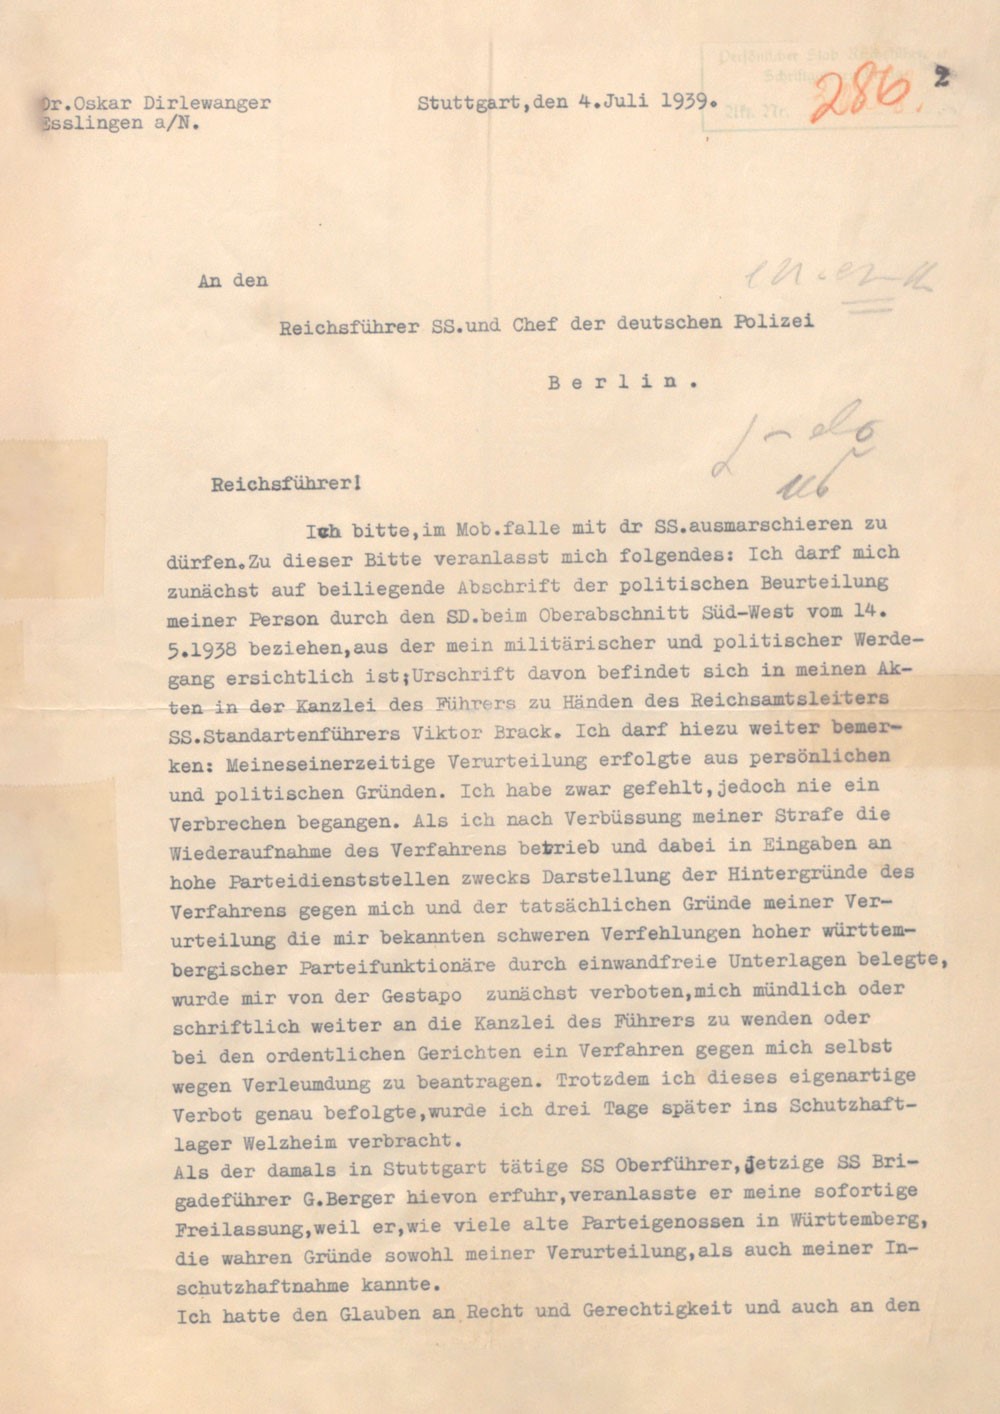 Persönlicher Stab
286
2
Dr.Oskar Dirlewanger
Esslingen a/N.
Stuttgart,den 4.Juli 1939.
Akt. Nr.
An den
Reichsführer SS.und Chef der deutschen Polizei
B e r l i n .
Reichsführer!
Ich bitte,im Mob.falle mit dr SS.ausmarschieren zu
dürfen.Zu dieser Bitte veranlasst mich folgendes: Ich darf mich
zunächst auf beiliegende Abschrift der politischen Beurteilung
meiner Person durch den SD.beim Oberabschnitt Süd-West vom 14.
5.1938 beziehen,aus der mein militärischer und politischer Werde-
gang ersichtlich ist;Urschrift davon befindet sich in meinen Ak-
ten in der Kanzlei des Führers zu Händen des Reichsamtsleiters
SS.Standartenführers Viktor Brack. Ich darf hiezu weiter bemer-
ken: Meineseinerzeitige Verurteilung erfolgte aus persönlichen
und politischen Gründen. Ich habe zwar gefehlt,jedoch nie ein
Verbrechen begangen. Als ich nach Verbüssung meiner Strafe die
Wiederaufnahme des Verfahrens betrieb und dabei in Eingaben an
hohe Parteidienststellen zwecks Darstellung der Hintergründe des
Verfahrens gegen mich und der tatsächlichen Gründe meiner Ver-
urteilung die mir bekannten schweren Verfehlungen hoher württem-
bergischer Parteifunktionäre durch einwandfreie Unterlagen belegte,
wurde mir von der Gestapo zunächst verboten,mich mündlich oder
schriftlich weiter an die Kanzlei des Führers zu wenden oder
bei den ordentlichen Gerichten ein Verfahren gegen mich selbst
wegen Verleumdung zu beantragen. Trotzdem ich dieses eigenartige
Verbot genau befolgte,wurde ich drei Tage später ins Schutzhaft-
lager Welzheim verbracht.
Als der damals in Stuttgart tätige SS Oberführer,jetzige SS Bri-
gadeführer G.Berger hievon erfuhr,veranlasste er meine sofortige
Freilassung,weil er,wie viele alte Parteigenossen in Württemberg,
die wahren Gründe sowohl meiner Verurteilung,als auch meiner In-
schutzhaftnahme kannte.
Ich hatte den Glauben an Recht und Gerechtigkeit und auch an den